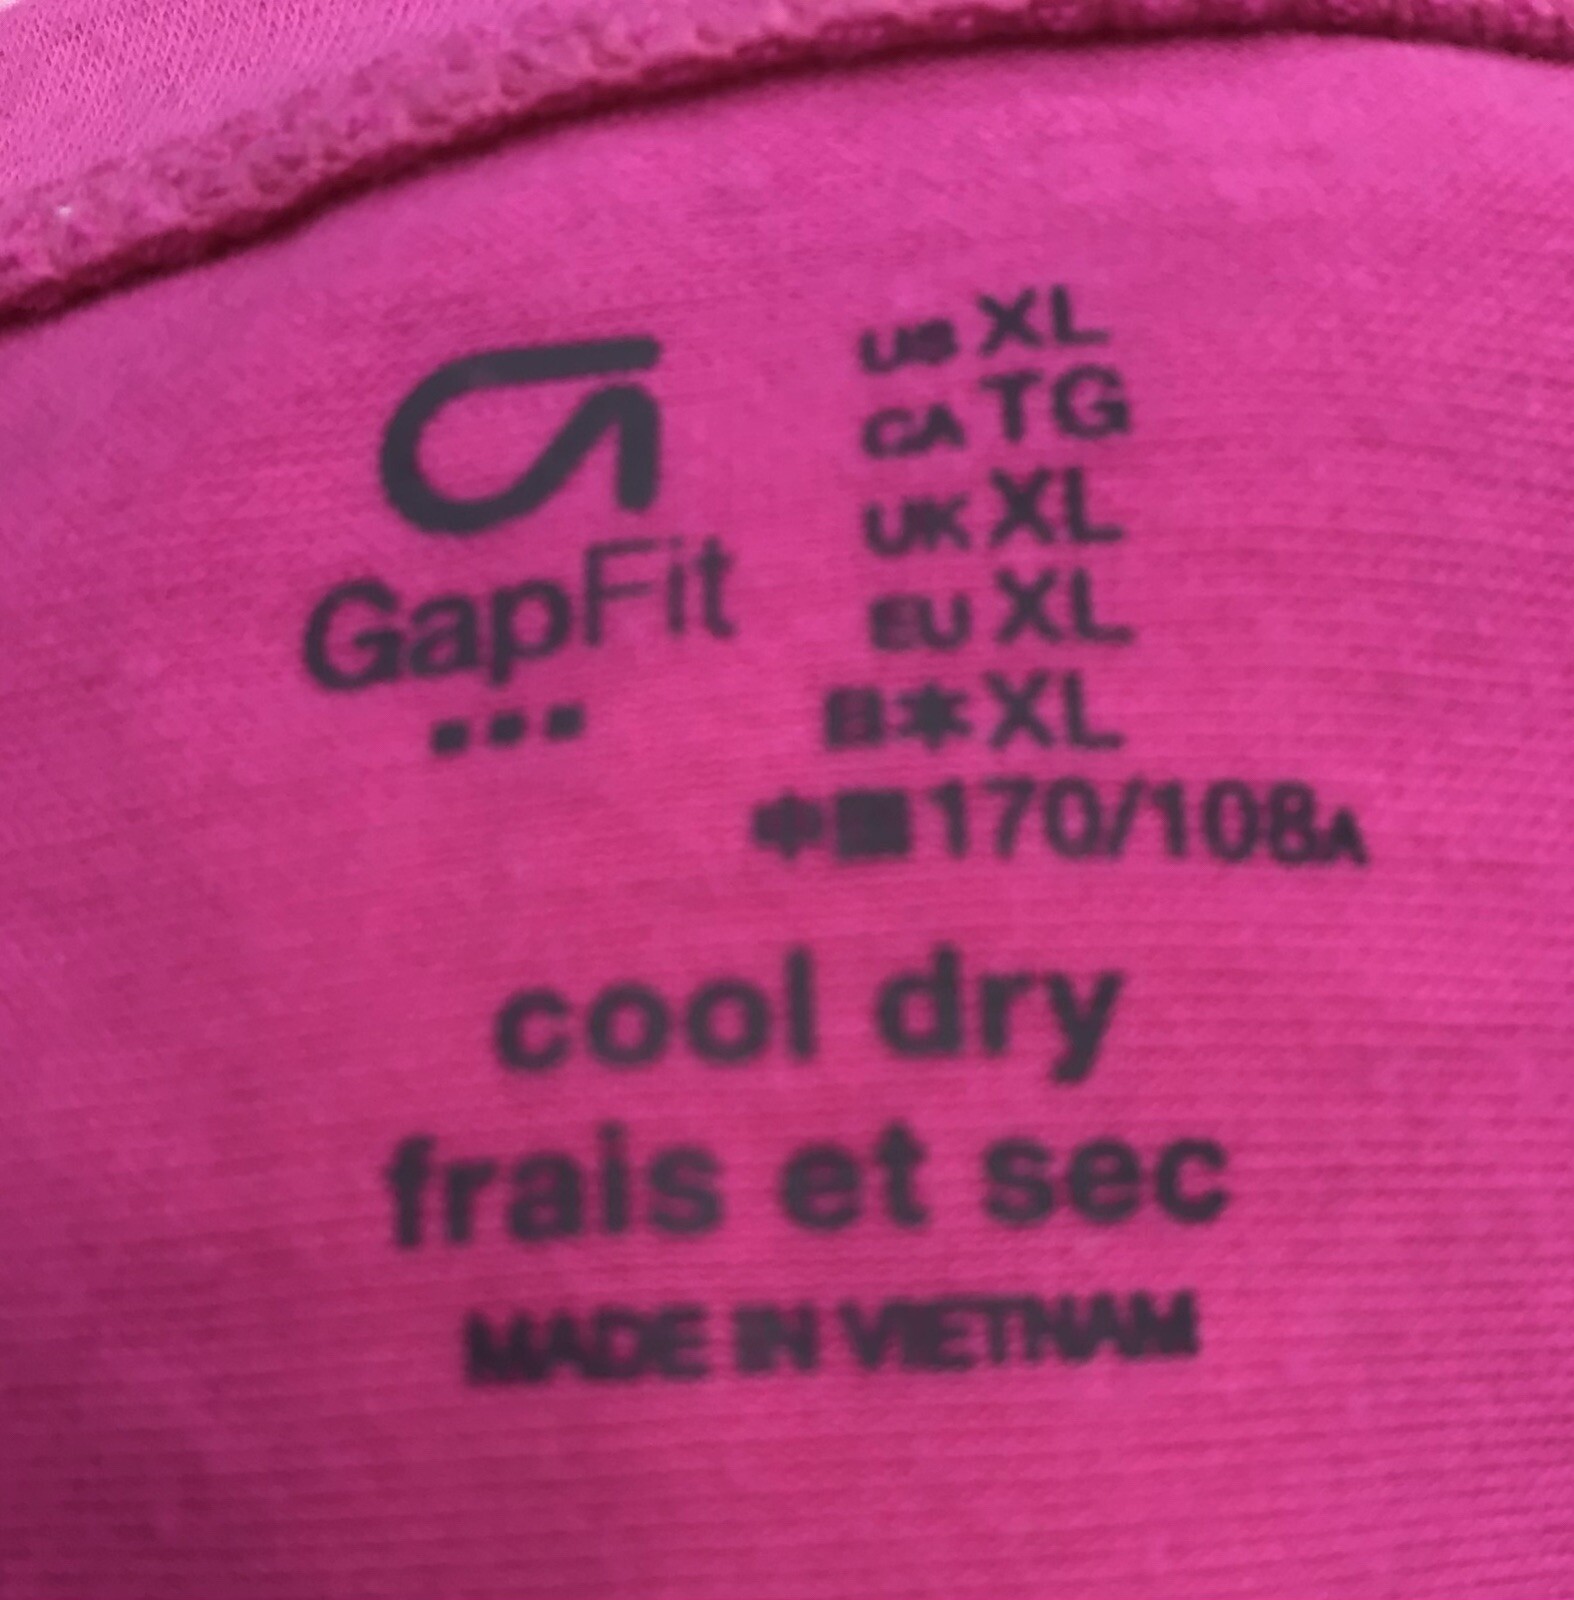 GapFit
US XL
CA TG
UK XL
EU XL
日本 XL
中国 170/108A
cool dry
frais et sec
MADE IN VIETNAM